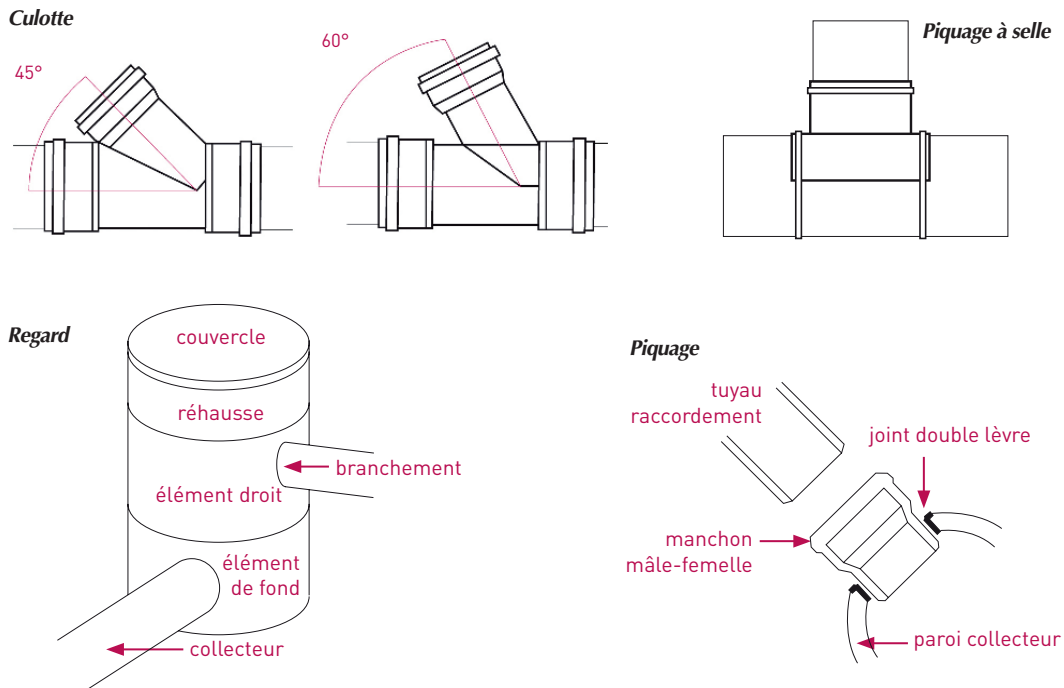 Culotte
45°
60°
Piquage à selle
Regard
couvercle
réhausse
branchement
élément droit
élément
de fond
collecteur
Piquage
tuyau
raccordement
joint double lèvre
manchon
mâle-femelle
paroi collecteur